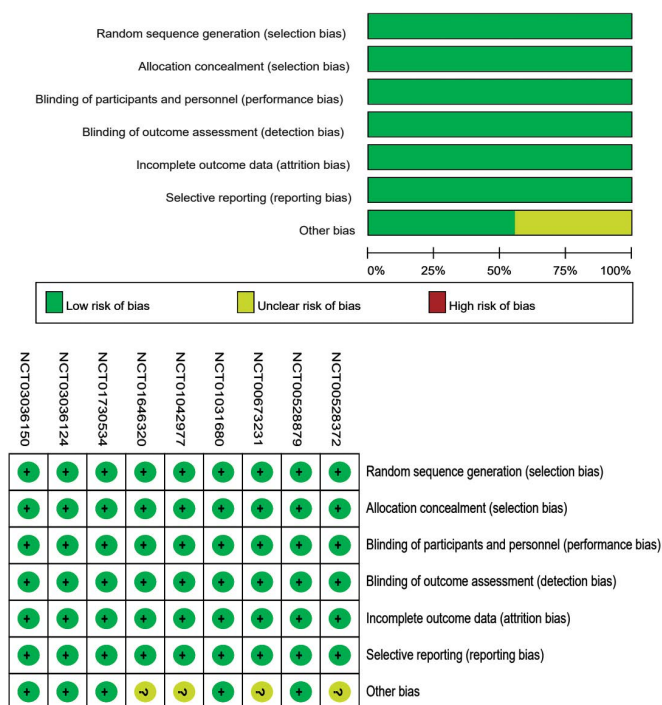 Random sequence generation (selection bias)
Allocation concealment (selection bias)
Blinding of participants and personnel (performance bias)
Blinding of outcome assessment (detection bias)
Incomplete outcome data (attrition bias)
Selective reporting (reporting bias)
Other bias
0% 25% 50% 75% 100%
Low risk of bias Unclear risk of bias High risk of bias
NCT03036150
NCT03036124
NCT01730534
NCT01646320
NCT01042977
NCT01031680
NCT00673231
NCT00528879
NCT00528372
+ + + + + + + + + Random sequence generation (selection bias)
+ + + + + + + + + Allocation concealment (selection bias)
+ + + + + + + + + Blinding of participants and personnel (performance bias)
+ + + + + + + + + Blinding of outcome assessment (detection bias)
+ + + + + + + + + Incomplete outcome data (attrition bias)
+ + + + + + + + + Selective reporting (reporting bias)
+ + + ? ? + ? + ? Other bias